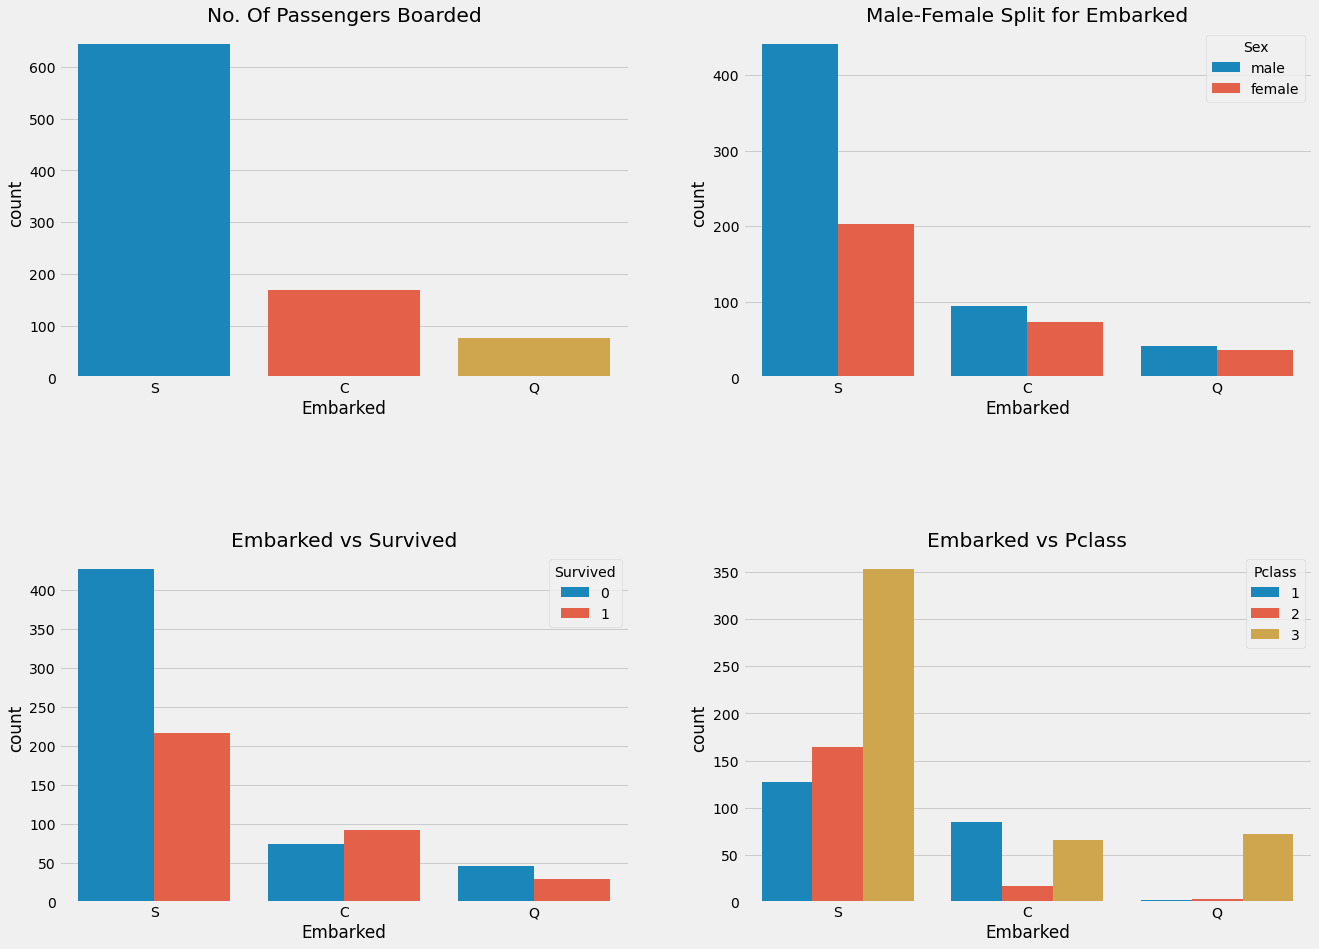 No. Of Passengers Boarded
600
500
400
300
200
100
0
count
S C Q
Embarked
Male-Female Split for Embarked
Sex
male
female
400
300
200
100
0
count
S C Q
Embarked
Embarked vs Survived
Survived
0
1
400
350
300
250
200
150
100
50
0
count
S C Q
Embarked
Embarked vs Pclass
Pclass
1
2
3
350
300
250
200
150
100
50
0
count
S C Q
Embarked